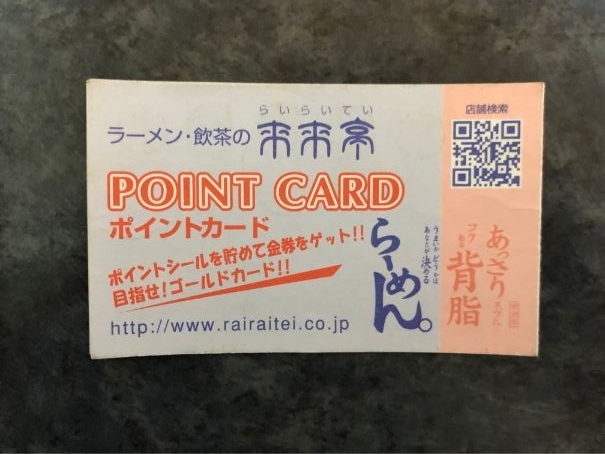 らいらいてい
ラーメン・飲茶の 来来亭
POINT CARD
ポイントカード
ポイントシールを貯めて金券をゲット!!
目指せ!ゴールドカード!!
http://www.rairaitei.co.jp
うまいかどうかは
あなたが決める
らーめん。
店舗検索
あっさり
コク
背脂